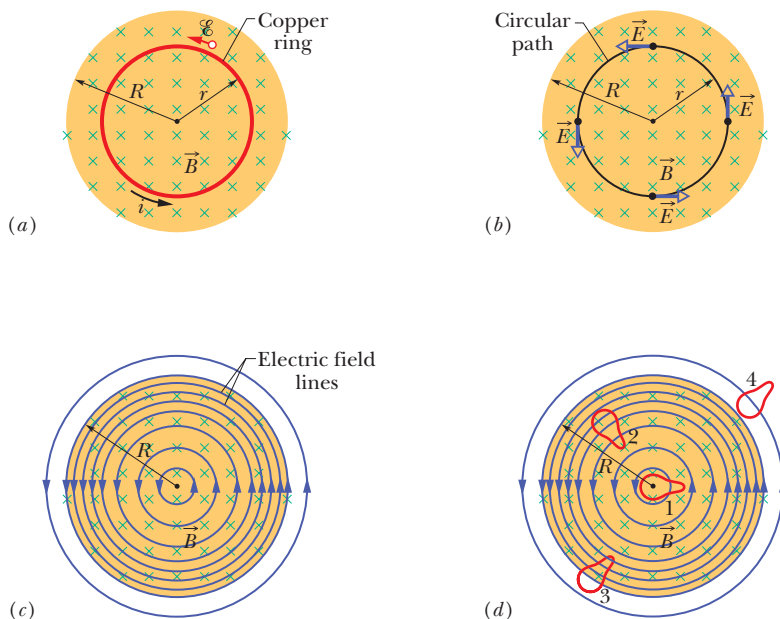 ℰ
Copper
ring
R
r
B
i
(a)
Circular
path
E
R
r
E
E
B
E
(b)
Electric field
lines
R
B
(c)
4
2
R
1
B
3
(d)